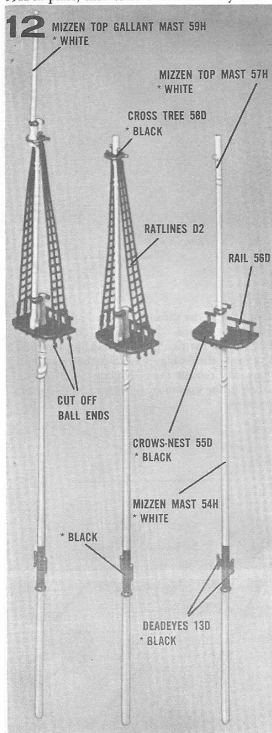 12 MIZZEN TOP GALLANT MAST 59H
* WHITE
MIZZEN TOP MAST 57H
* WHITE
CROSS TREE 58D
* BLACK
RATLINES D2
RAIL 56D
CUT OFF
BALL ENDS
CROWS-NEST 55D
* BLACK
MIZZEN MAST 54H
* WHITE
* BLACK
DEADEYES 13D
* BLACK